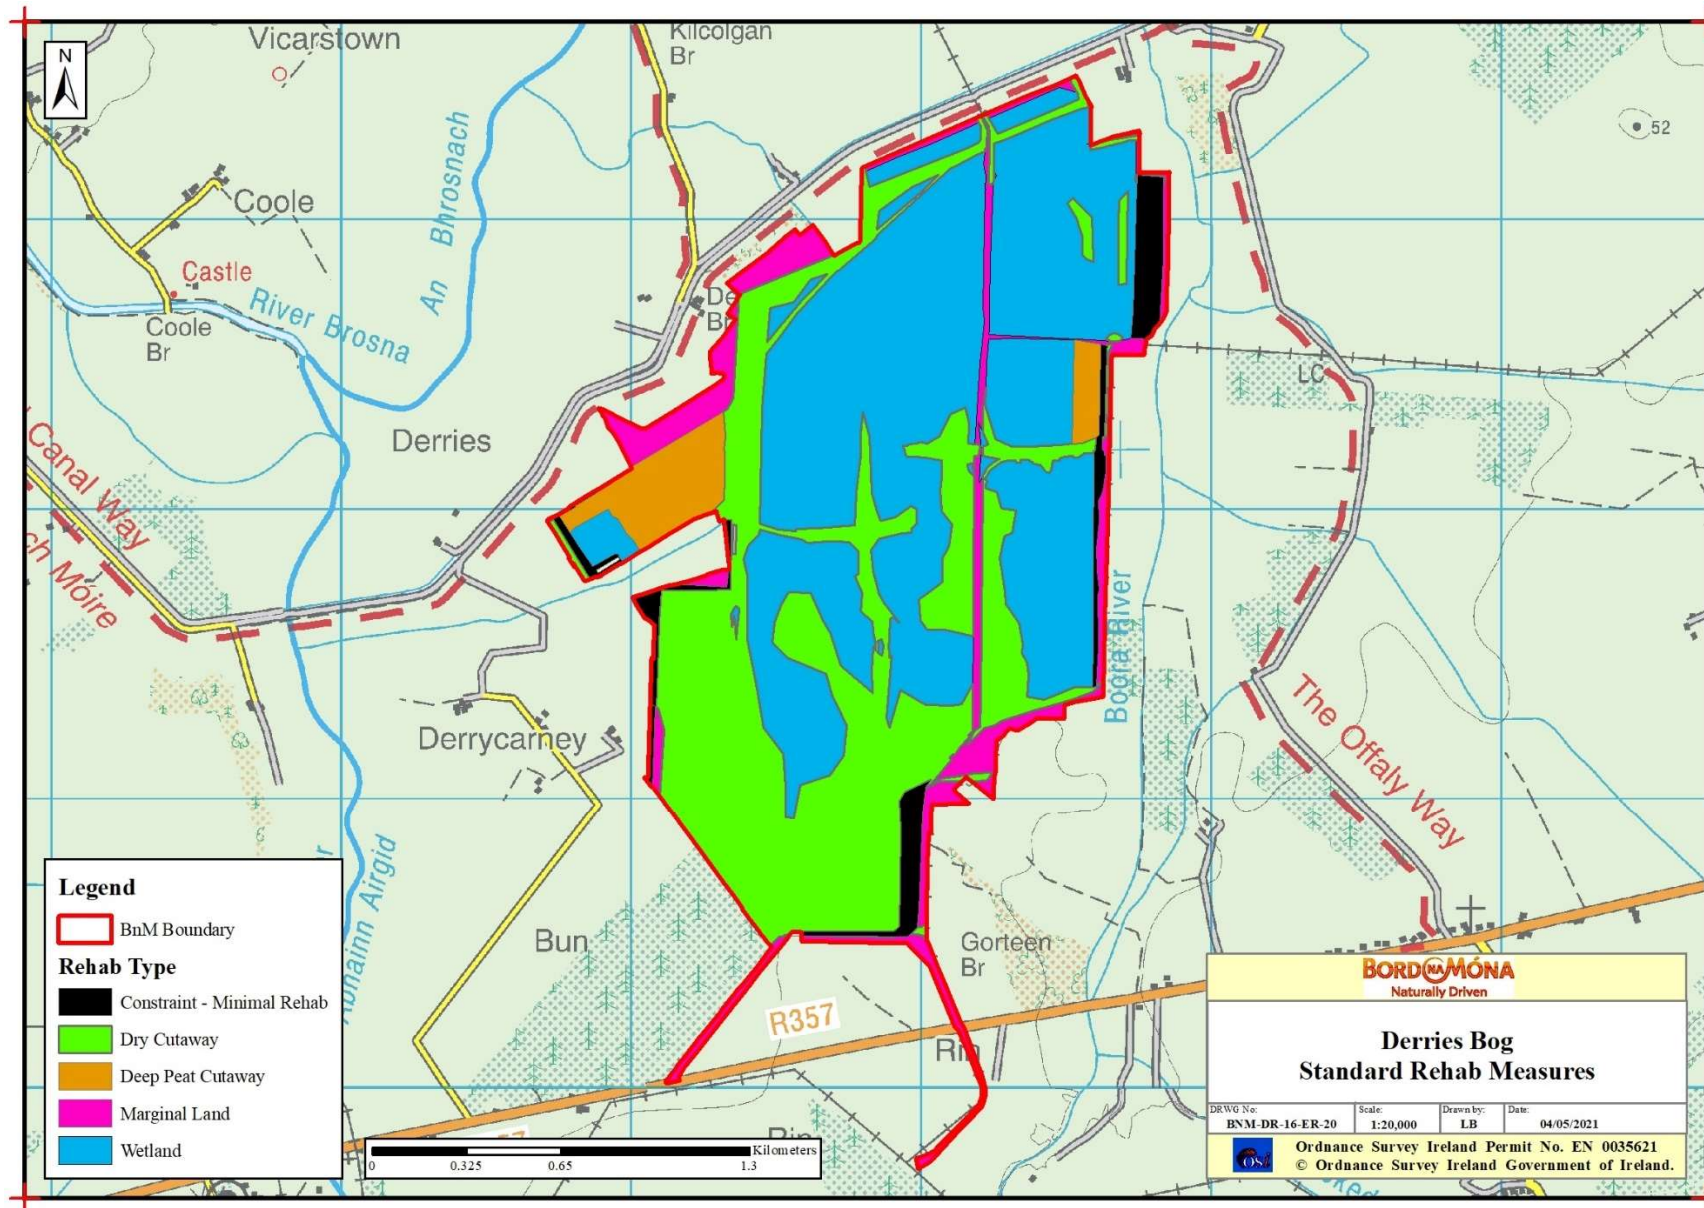 N
Vicarstown
Kilcolgan
Br
52
An Bhrosnach
Coole
Castle
River Brosna
Coole
Br
De
Br
LC
Derries
Canal Way
ch Móire
Boora River
Derrycarney
The Offaly Way
Abhainn Airgid
Bun
Gorteen
Br
R357
Rin
Legend
BnM Boundary
Rehab Type
Constraint - Minimal Rehab
Dry Cutaway
Deep Peat Cutaway
Marginal Land
Wetland
Kilometers
0 0.325 0.65 1.3
BORD NA MÓNA
Naturally Driven
Derries Bog
Standard Rehab Measures
DRWG No: Scale: Drawn by: Date:
BNM-DR-16-ER-20 1:20,000 LB 04/05/2021
osi
Ordnance Survey Ireland Permit No. EN 0035621
© Ordnance Survey Ireland Government of Ireland.